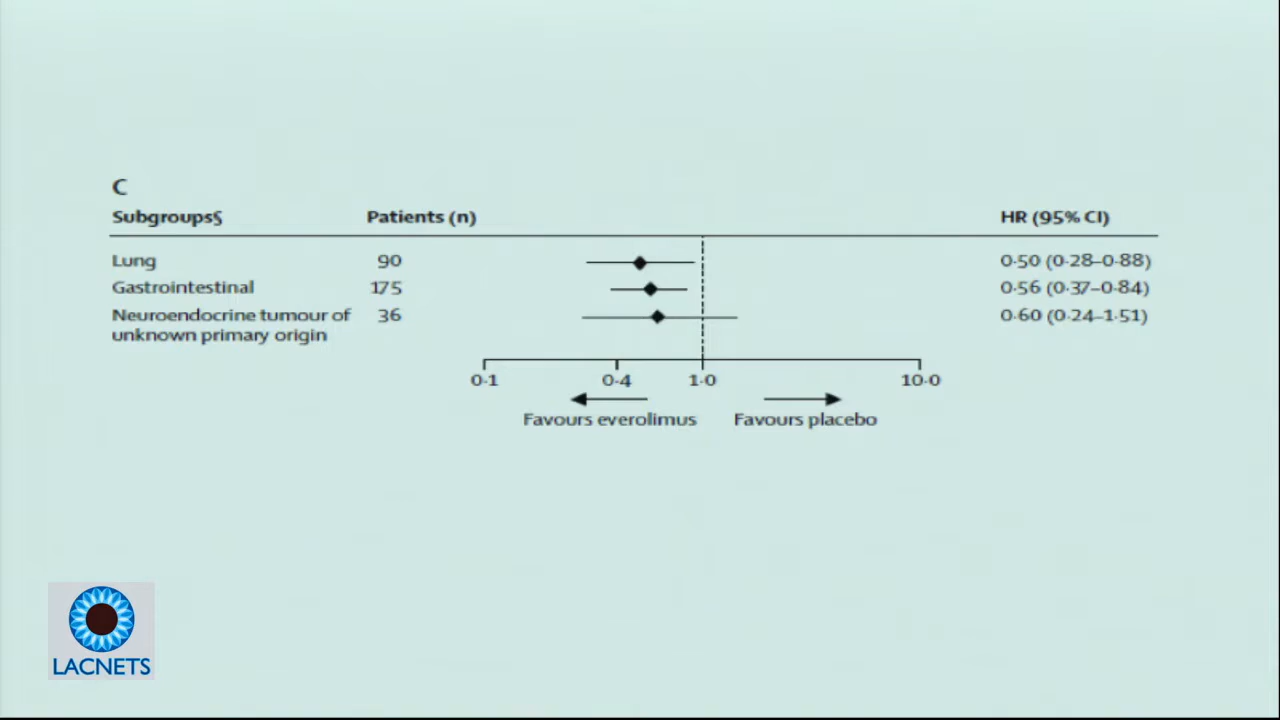 C
Subgroups§ Patients (n) HR (95% CI)
Lung 90 0·50 (0·28–0·88)
Gastrointestinal 175 0·56 (0·37–0·84)
Neuroendocrine tumour of 36 0·60 (0·24–1·51)
unknown primary origin
0·1 0·4 1·0 10·0
Favours everolimus Favours placebo
LACNETS